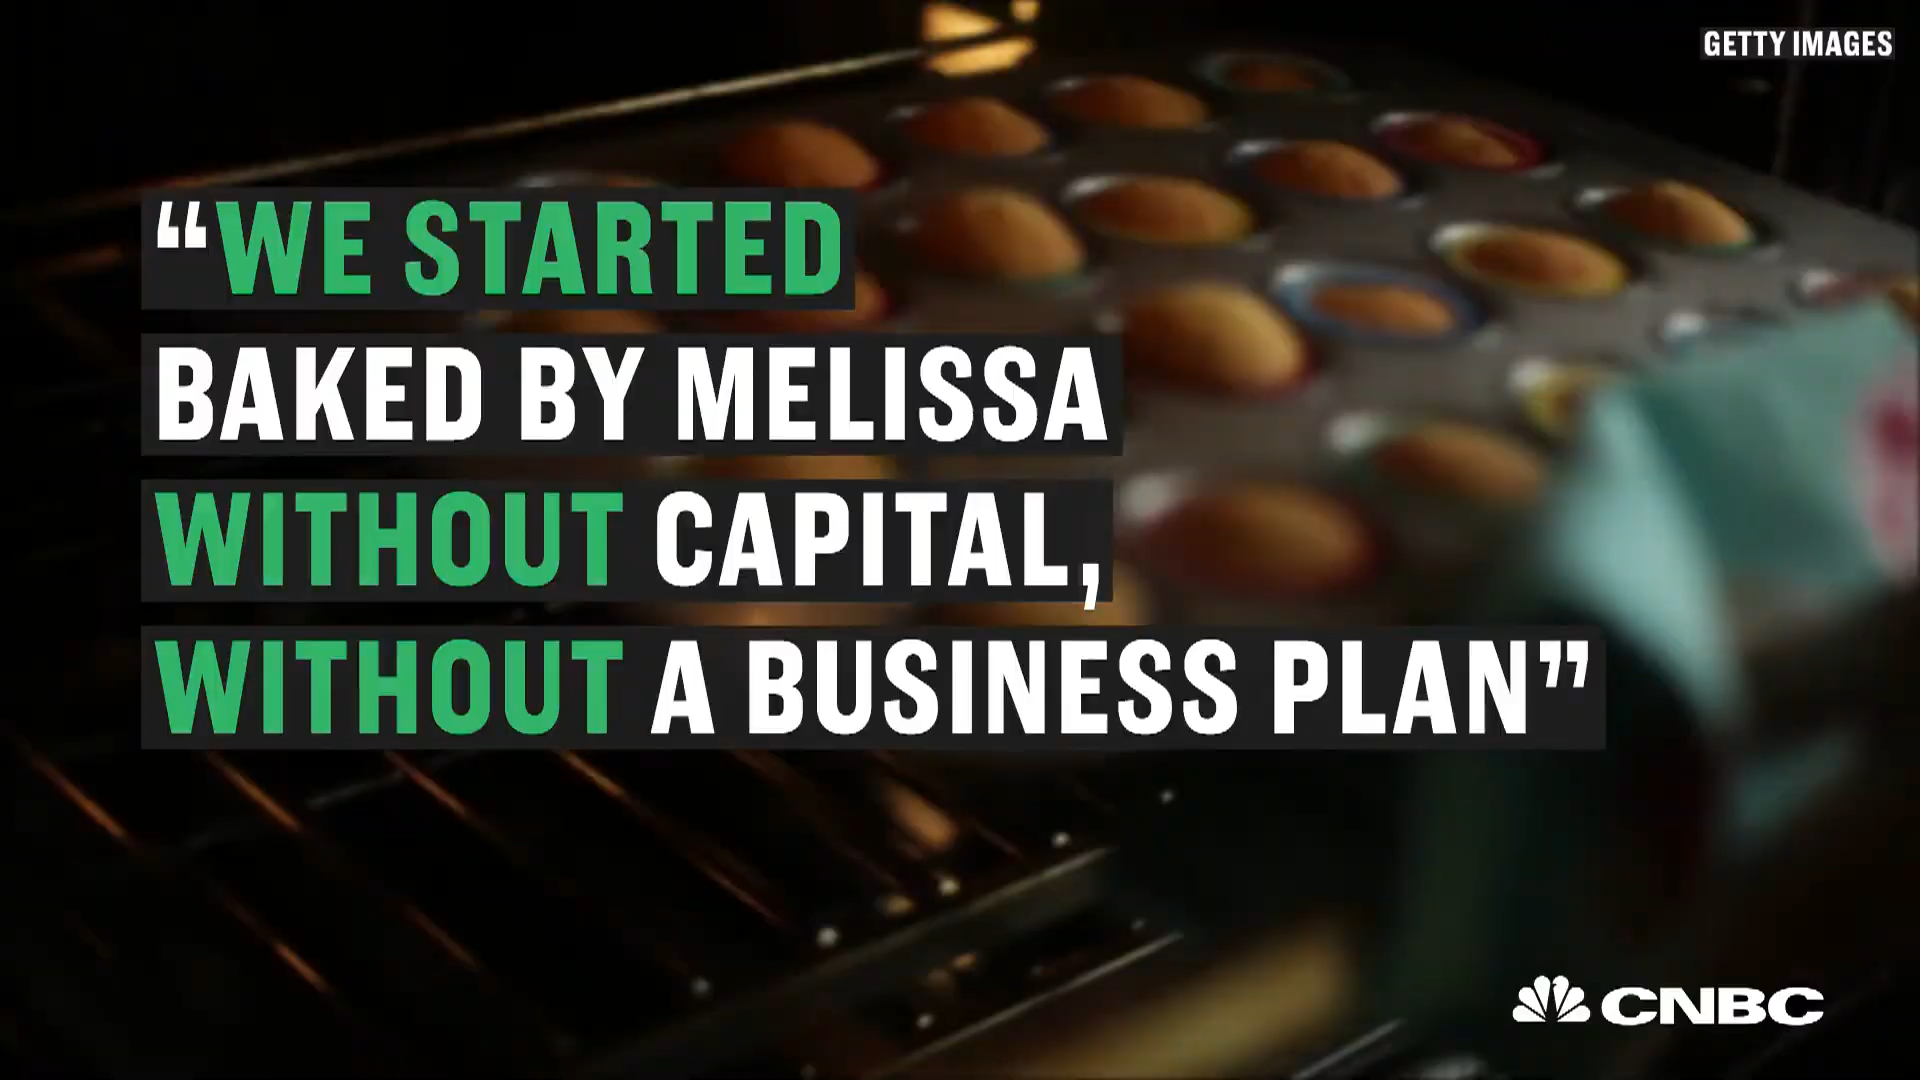 GETTY IMAGES
“WE STARTED
BAKED BY MELISSA
WITHOUT CAPITAL,
WITHOUT A BUSINESS PLAN”
CNBC